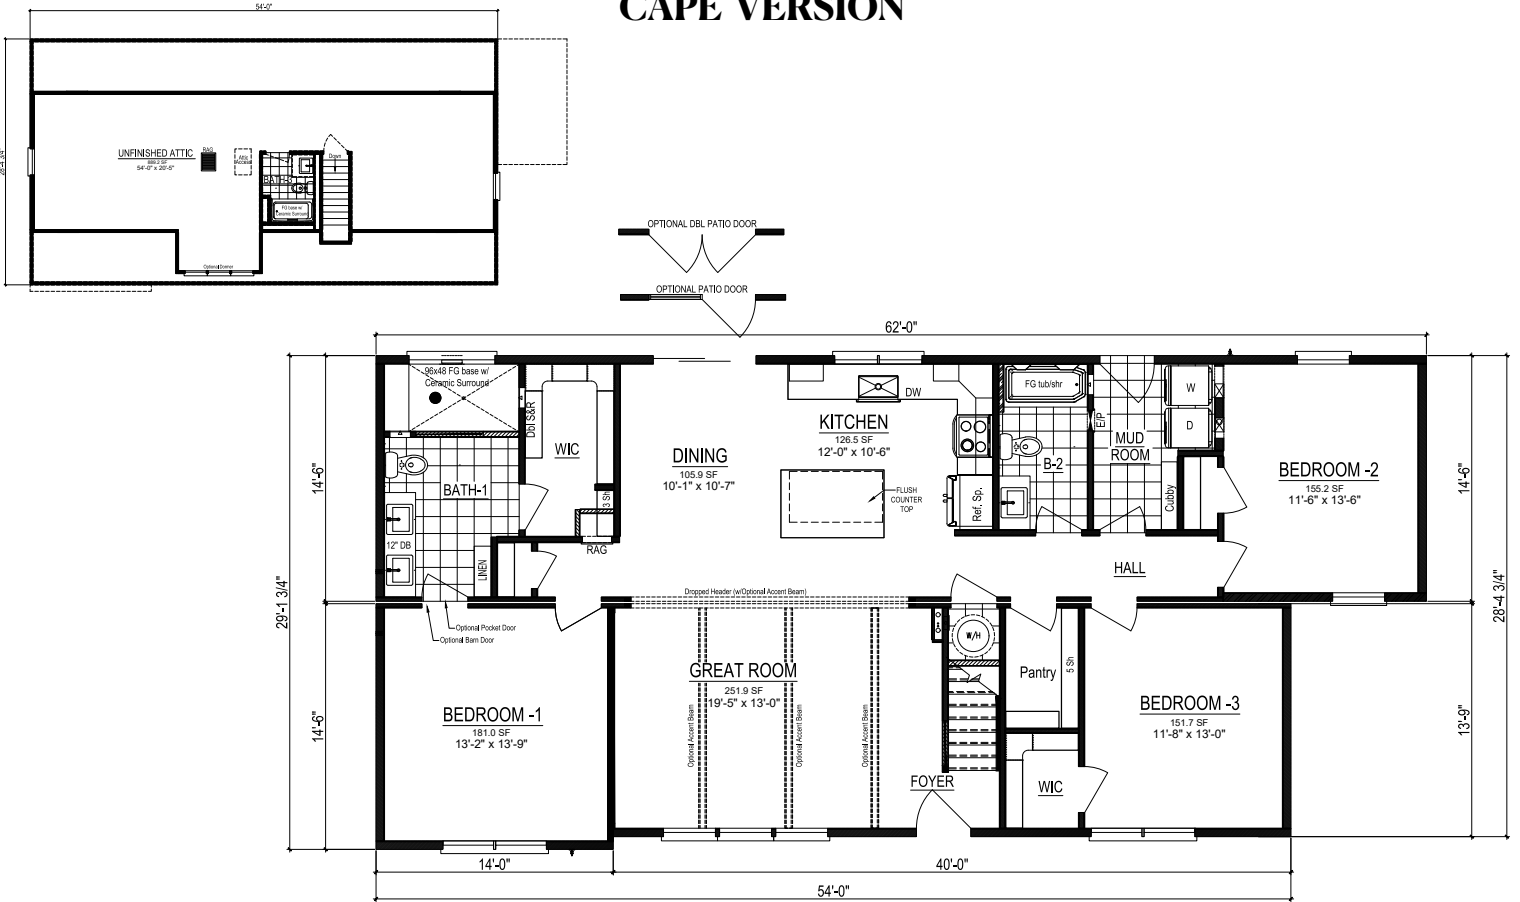 CAPE VERSION
54'-0"
28'-4 3/4"
UNFINISHED ATTIC
889.2 SF
54'-0" x 20'-5"
RAG
Attic
Access
Down
BATH-3
FG base w/
Ceramic Surround
Optional Dormer
OPTIONAL DBL PATIO DOOR
OPTIONAL PATIO DOOR
62'-0"
29'-1 3/4"
14'-6"
14'-6"
96x48 FG base w/
Ceramic Surround
Dbl S&R
WIC
3 Sh
BATH-1
12" DB
LINEN
RAG
DINING
105.9 SF
10'-1" x 10'-7"
KITCHEN
126.5 SF
12'-0" x 10'-6"
DW
FLUSH
COUNTER
TOP
Ref. Sp.
FG tub/shr
B-2
E/P
MUD
ROOM
W
D
Cubby
BEDROOM -2
155.2 SF
11'-6" x 13'-6"
14'-6"
28'-4 3/4"
13'-9"
HALL
Dropped Header (w/Optional Accent Beam)
Optional Pocket Door
Optional Barn Door
BEDROOM -1
181.0 SF
13'-2" x 13'-9"
GREAT ROOM
251.9 SF
19'-5" x 13'-0"
Optional Accent Beam
Optional Accent Beam
Optional Accent Beam
W/H
Pantry
5 Sh
FOYER
WIC
BEDROOM -3
151.7 SF
11'-8" x 13'-0"
14'-0"
40'-0"
54'-0"